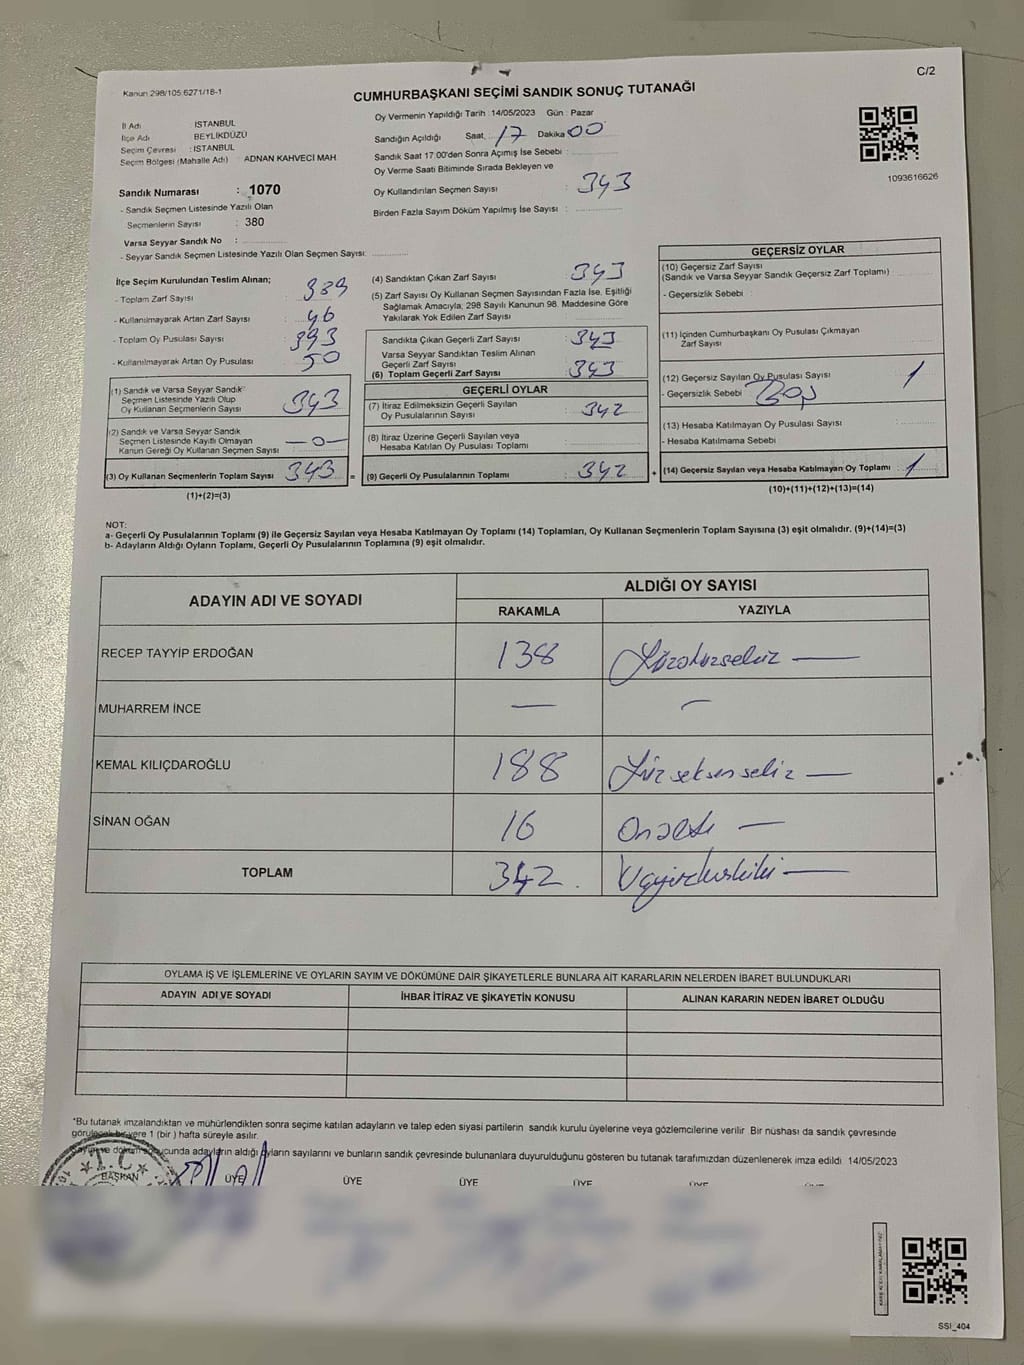 C/2
Kanun 298/105 6271/18-1
CUMHURBAŞKANI SEÇİMİ SANDIK SONUÇ TUTANAĞI
İl Adı : İSTANBUL
İlçe Adı : BEYLİKDÜZÜ
Seçim Çevresi : İSTANBUL
Seçim Bölgesi (Mahalle Adı) : ADNAN KAHVECİ MAH
Sandık Numarası : 1070
- Sandık Seçmen Listesinde Yazılı Olan
Seçmenlerin Sayısı : 380
Varsa Seyyar Sandık No :
- Seyyar Sandık Seçmen Listesinde Yazılı Olan Seçmen Sayısı:
Oy Vermenin Yapıldığı Tarih :14/05/2023 Gün : Pazar
Sandığın Açıldığı Saat 17 Dakika 00
Sandık Saat 17.00'den Sonra Açımış İse Sebebi :
Oy Verme Saati Bitiminde Sırada Bekleyen ve
Oy Kullandırılan Seçmen Sayısı : 343
Birden Fazla Sayım Döküm Yapılmış İse Sayısı :
1093616626
İlçe Seçim Kurulundan Teslim Alınan;
- Toplam Zarf Sayısı : 389
- Kullanılmayarak Artan Zarf Sayısı : 46
- Toplam Oy Pusulası Sayısı : 393
- Kullanılmayarak Artan Oy Pusulası : 50
(1) Sandık ve Varsa Seyyar Sandık
Seçmen Listesinde Yazılı Olup
Oy Kullanan Seçmenlerin Sayısı : 343
(2) Sandık ve Varsa Seyyar Sandık
Seçmen Listesinde Kayıtlı Olmayan
Kanun Gereği Oy Kullanan Seçmen Sayısı : —0—
(3) Oy Kullanan Seçmenlerin Toplam Sayısı : 343 =
(1)+(2)=(3)
(4) Sandıktan Çıkan Zarf Sayısı : 343
(5) Zarf Sayısı Oy Kullanan Seçmen Sayısından Fazla İse, Eşitliği
Sağlamak Amacıyla, 298 Sayılı Kanunun 98. Maddesine Göre
Yakılarak Yok Edilen Zarf Sayısı :
Sandıkta Çıkan Geçerli Zarf Sayısı : 343
Varsa Seyyar Sandıktan Teslim Alınan
Geçerli Zarf Sayısı :
(6) Toplam Geçerli Zarf Sayısı : 343
GEÇERLİ OYLAR
(7) İtiraz Edilmeksizin Geçerli Sayılan
Oy Pusulalarının Sayısı : 342
(8) İtiraz Üzerine Geçerli Sayılan veya
Hesaba Katılan Oy Pusulası Toplamı :
(9) Geçerli Oy Pusulalarının Toplamı : 342 +
GEÇERSİZ OYLAR
(10) Geçersiz Zarf Sayısı
(Sandık ve Varsa Seyyar Sandık Geçersiz Zarf Toplamı) :
- Geçersizlik Sebebi :
(11) İçinden Cumhurbaşkanı Oy Pusulası Çıkmayan
Zarf Sayısı :
(12) Geçersiz Sayılan Oy Pusulası Sayısı : 1
- Geçersizlik Sebebi : Boş
(13) Hesaba Katılmayan Oy Pusulası Sayısı :
- Hesaba Katılmama Sebebi :
(14) Geçersiz Sayılan veya Hesaba Katılmayan Oy Toplamı : 1
(10)+(11)+(12)+(13)=(14)
NOT:
a- Geçerli Oy Pusulalarının Toplamı (9) ile Geçersiz Sayılan veya Hesaba Katılmayan Oy Toplamı (14) Toplamları, Oy Kullanan Seçmenlerin Toplam Sayısına (3) eşit olmalıdır. (9)+(14)=(3)
b- Adayların Aldığı Oyların Toplamı, Geçerli Oy Pusulalarının Toplamına (9) eşit olmalıdır.
ADAYIN ADI VE SOYADI ALDIĞI OY SAYISI
RAKAMLA YAZIYLA
RECEP TAYYİP ERDOĞAN 138 Yüzotuzsekiz —
MUHARREM İNCE — —
KEMAL KILIÇDAROĞLU 188 Yüz seksen sekiz —
SİNAN OĞAN 16 Onaltı —
TOPLAM 342. Üçyüzkırkiki —
OYLAMA İŞ VE İŞLEMLERİNE VE OYLARIN SAYIM VE DÖKÜMÜNE DAİR ŞİKAYETLERLE BUNLARA AİT KARARLARIN NELERDEN İBARET BULUNDUKLARI
ADAYIN ADI VE SOYADI İHBAR İTİRAZ VE ŞİKAYETİN KONUSU ALINAN KARARIN NEDEN İBARET OLDUĞU
*Bu tutanak imzalandıktan ve mühürlendikten sonra seçime katılan adayların ve talep eden siyasi partilerin sandık kurulu üyelerine veya gözlemcilerine verilir Bir nüshası da sandık çevresinde
görülecek bir yere 1 (bir ) hafta süreyle asılır.
Sayım ve döküm sonucunda adayların aldığı oyların sayılarını ve bunların sandık çevresinde bulunanlara duyurulduğunu gösteren bu tutanak tarafımızdan düzenlenerek imza edildi 14/05/2023
T.C
BAŞKAN ÜYE ÜYE ÜYE ÜYE ÜYE
SSI_404